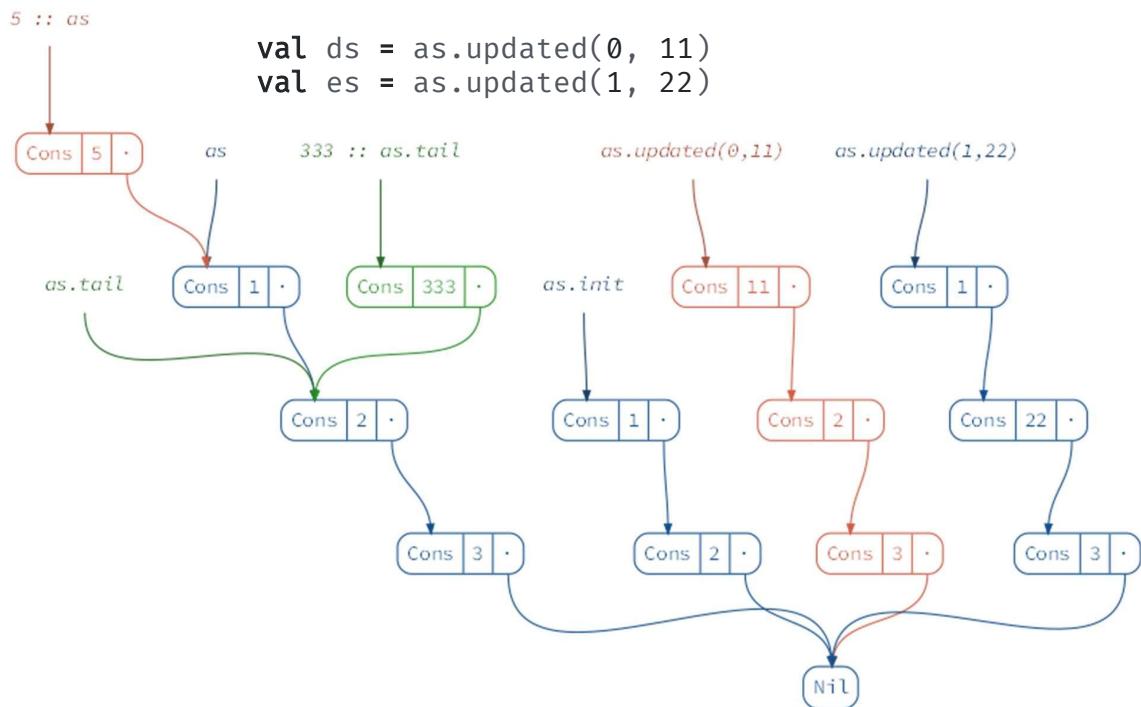 5 :: as
val ds = as.updated(0, 11)
val es = as.updated(1, 22)
Cons 5 ·
as
333 :: as.tail
as.updated(0,11)
as.updated(1,22)
as.tail
Cons 1 ·
Cons 333 ·
as.init
Cons 11 ·
Cons 1 ·
Cons 2 ·
Cons 1 ·
Cons 2 ·
Cons 22 ·
Cons 3 ·
Cons 2 ·
Cons 3 ·
Cons 3 ·
Nil